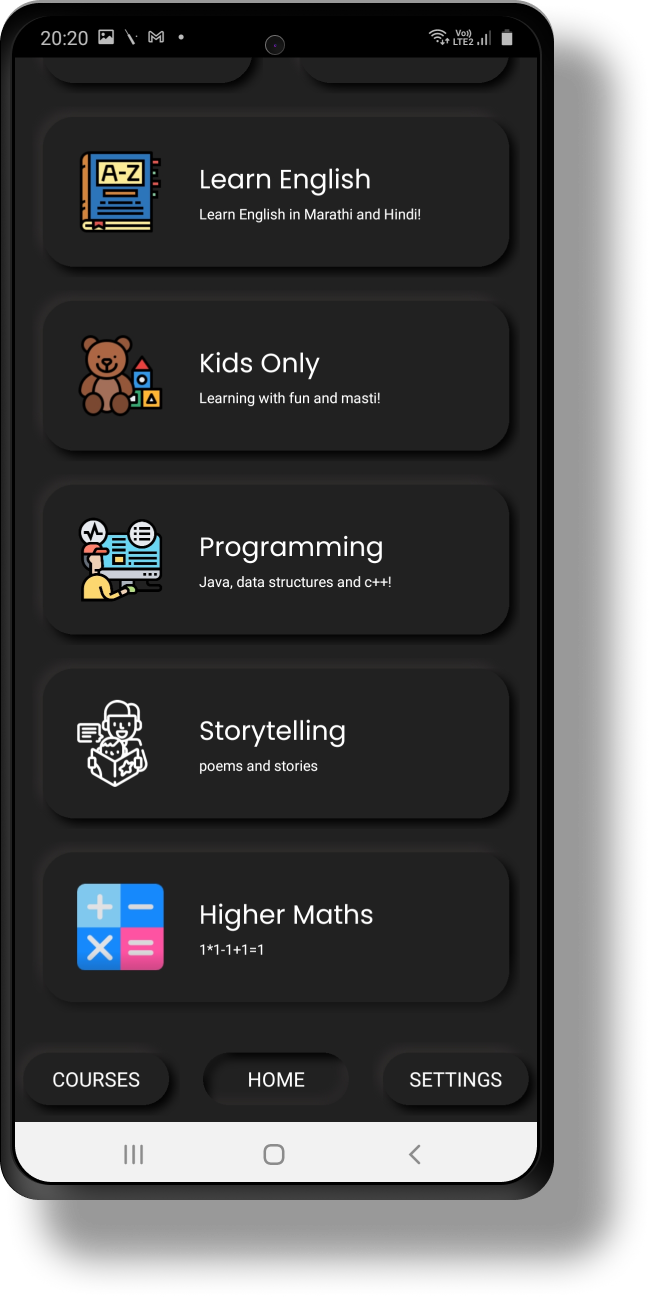 20:20
Vo))
LTE2
A-Z
Learn English
Learn English in Marathi and Hindi!
Kids Only
Learning with fun and masti!
Programming
Java, data structures and c++!
Storytelling
poems and stories
Higher Maths
1*1-1+1=1
COURSES HOME SETTINGS